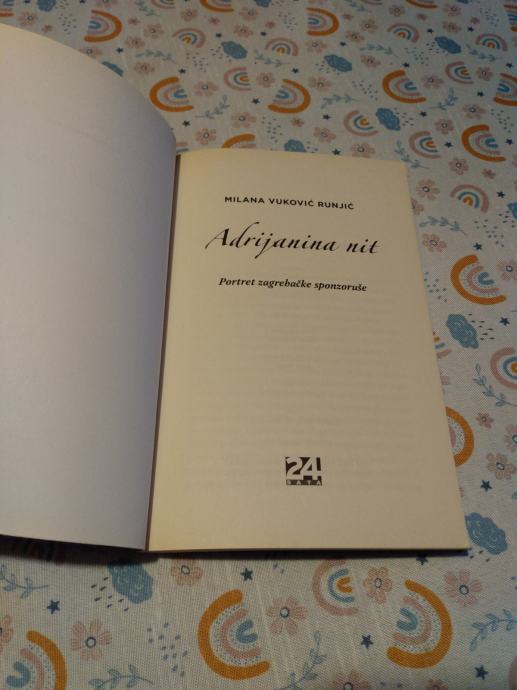 MILANA VUKOVIĆ RUNJIĆ
Adrijanina nit
Portret zagrebačke sponzoruše
24
SATA